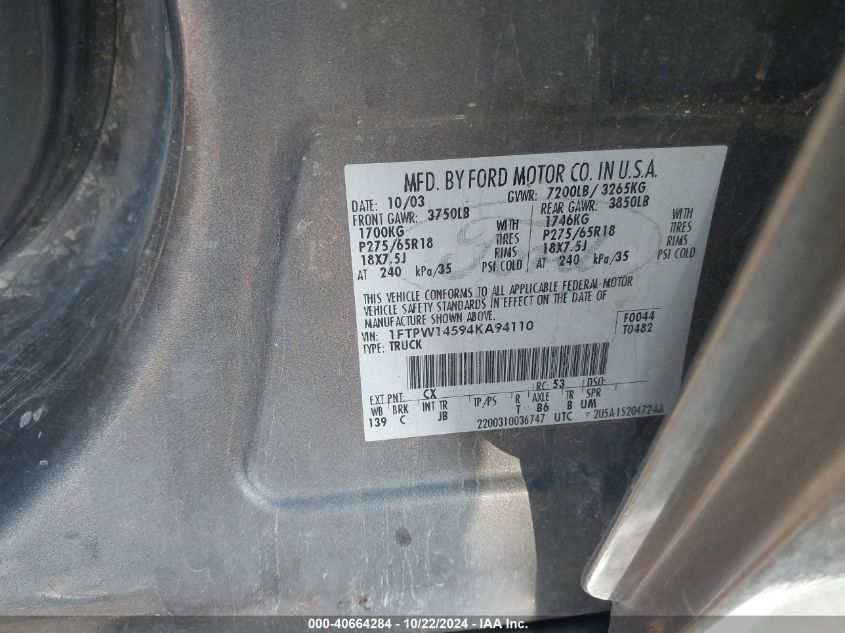 MFD. BY FORD MOTOR CO. IN U.S.A.
DATE: 10/03 GVWR: 7200LB/ 3265KG
FRONT GAWR: 3750LB REAR GAWR: 3850LB
1700KG WITH 1746KG WITH
P275/65R18 TIRES P275/65R18 TIRES
18X7.5J RIMS 18X7.5J RIMS
AT 240 kPa/35 PSI COLD AT 240 kPa/35 PSI COLD
THIS VEHICLE CONFORMS TO ALL APPLICABLE FEDERAL MOTOR
VEHICLE SAFETY STANDARDS IN EFFECT ON THE DATE OF
MANUFACTURE SHOWN ABOVE.
VIN: 1FTPW14594KA94110 F0044
TYPE: TRUCK T0482
EXT PNT: CX RC: 53 DSO:
WB BRK INT TR TP/PS R AXLE TR SPR
139 C JB T B6 B UM
2200310036747 UTC ▽ 2U5A-1520472-AA
Ford
000-40664284 - 10/22/2024 - IAA Inc.